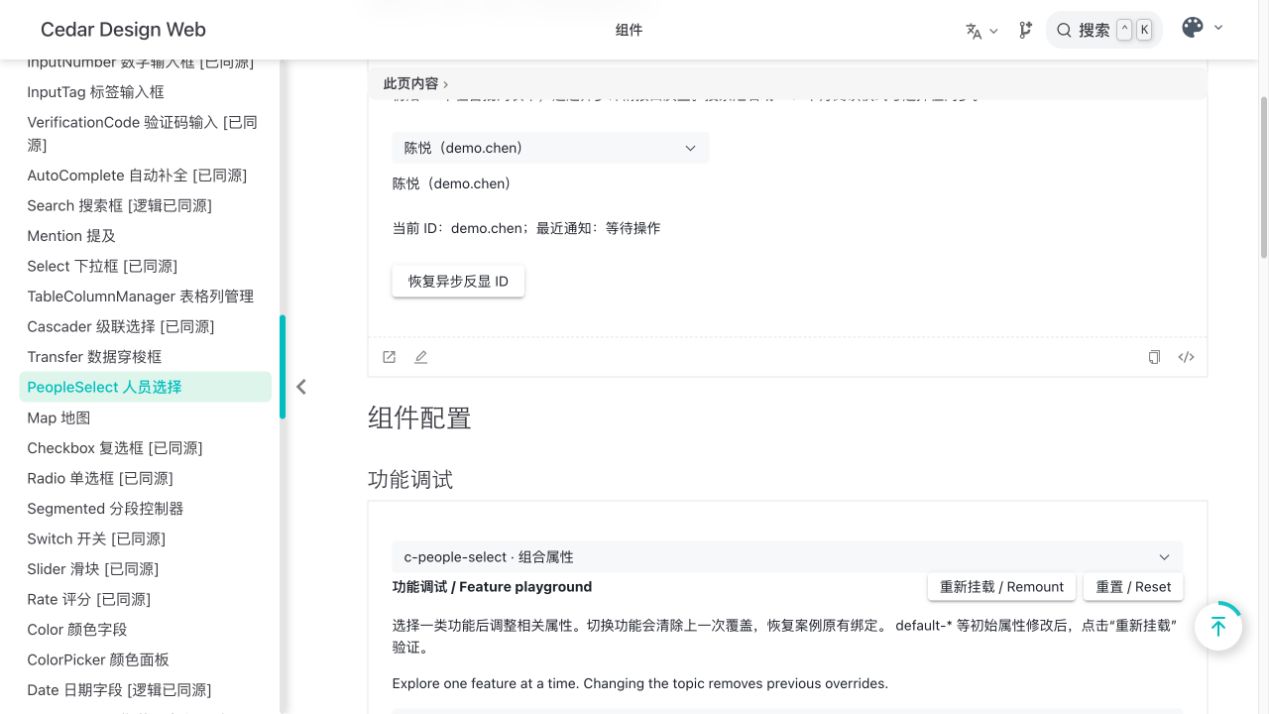 Cedar Design Web
组件
搜索 ^ K
InputNumber 数字输入框 [已同源]
InputTag 标签输入框
VerificationCode 验证码输入 [已同
源]
AutoComplete 自动补全 [已同源]
Search 搜索框 [逻辑已同源]
Mention 提及
Select 下拉框 [已同源]
TableColumnManager 表格列管理
Cascader 级联选择 [已同源]
Transfer 数据穿梭框
PeopleSelect 人员选择
Map 地图
Checkbox 复选框 [已同源]
Radio 单选框 [已同源]
Segmented 分段控制器
Switch 开关 [已同源]
Slider 滑块 [已同源]
Rate 评分 [已同源]
Color 颜色字段
ColorPicker 颜色面板
Date 日期字段 [逻辑已同源]
此页内容 ›
陈悦（demo.chen）
陈悦（demo.chen）
当前 ID：demo.chen；最近通知：等待操作
恢复异步反显 ID
组件配置
功能调试
c-people-select · 组合属性
功能调试 / Feature playground
重新挂载 / Remount
重置 / Reset
选择一类功能后调整相关属性。切换功能会清除上一次覆盖，恢复案例原有绑定。 default-* 等初始属性修改后，点击“重新挂载”
验证。
Explore one feature at a time. Changing the topic removes previous overrides.